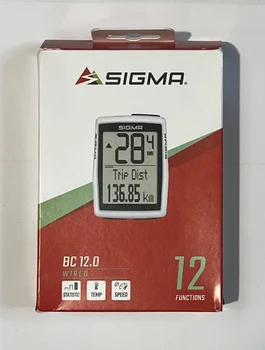 SIGMA
SIGMA
28.4
Trip Dist
136.85 km
BC 12.0
WIRED
STATISTIC TEMP SPEED
12
FUNCTIONS